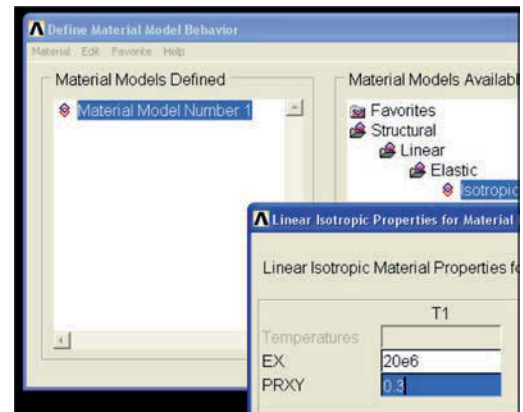 Define Material Model Behavior
Material Edit Favorite Help
Material Models Defined
Material Model Number 1
Material Models Availabl
Favorites
Structural
Linear
Elastic
Isotropic
Linear Isotropic Properties for Material
Linear Isotropic Material Properties fo
T1
Temperatures
EX 20e6
PRXY 0.3